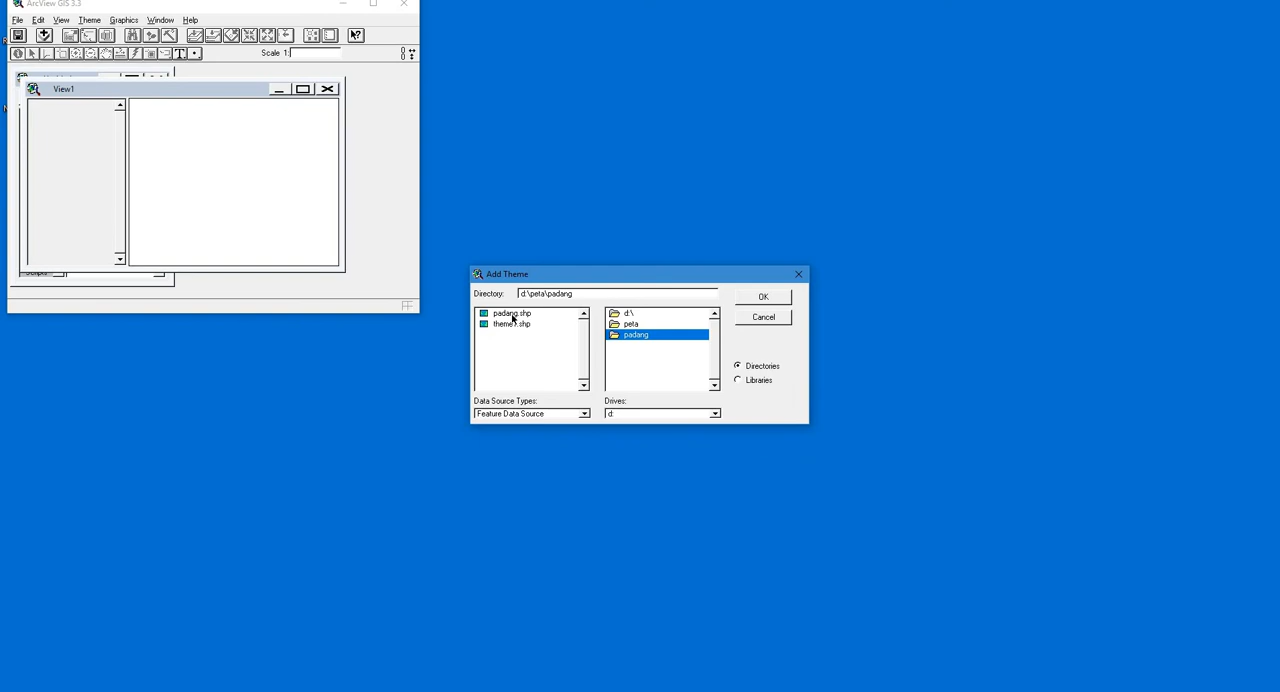 ArcView GIS 3.3
File Edit View Theme Graphics Window Help
Scale 1:
View1
Add Theme
Directory: d:\peta\padang
OK
padang.shp
d:\
theme1.shp
peta
Cancel
padang
Directories
Libraries
Data Source Types:
Drives:
Feature Data Source
d: